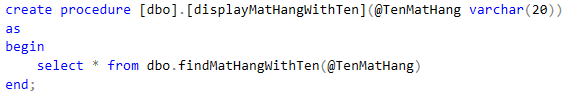 create procedure [dbo].[displayMatHangWithTen](@TenMatHang varchar(20))
as
begin
    select * from dbo.findMatHangWithTen(@TenMatHang)
end;